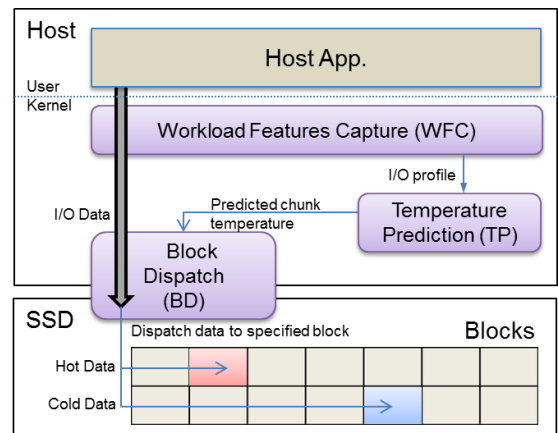 Host
Host App.
User
Kernel
Workload Features Capture (WFC)
I/O profile
I/O Data
Predicted chunk
temperature
Temperature
Prediction (TP)
Block
Dispatch
(BD)
SSD
Dispatch data to specified block
Blocks
Hot Data
Cold Data